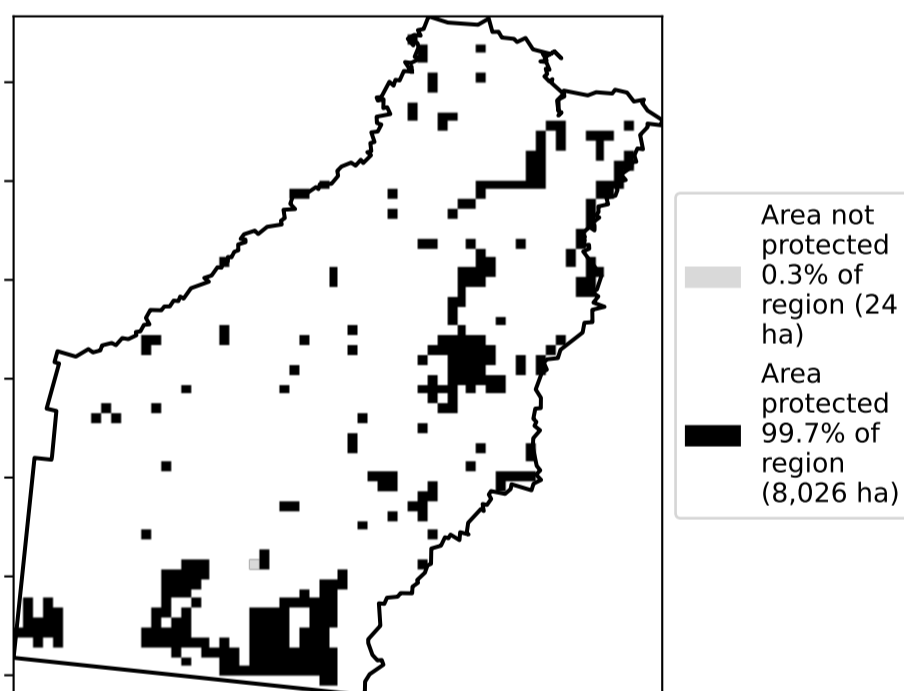 Area not
protected
0.3% of
region (24
ha)
Area
protected
99.7% of
region
(8,026 ha)